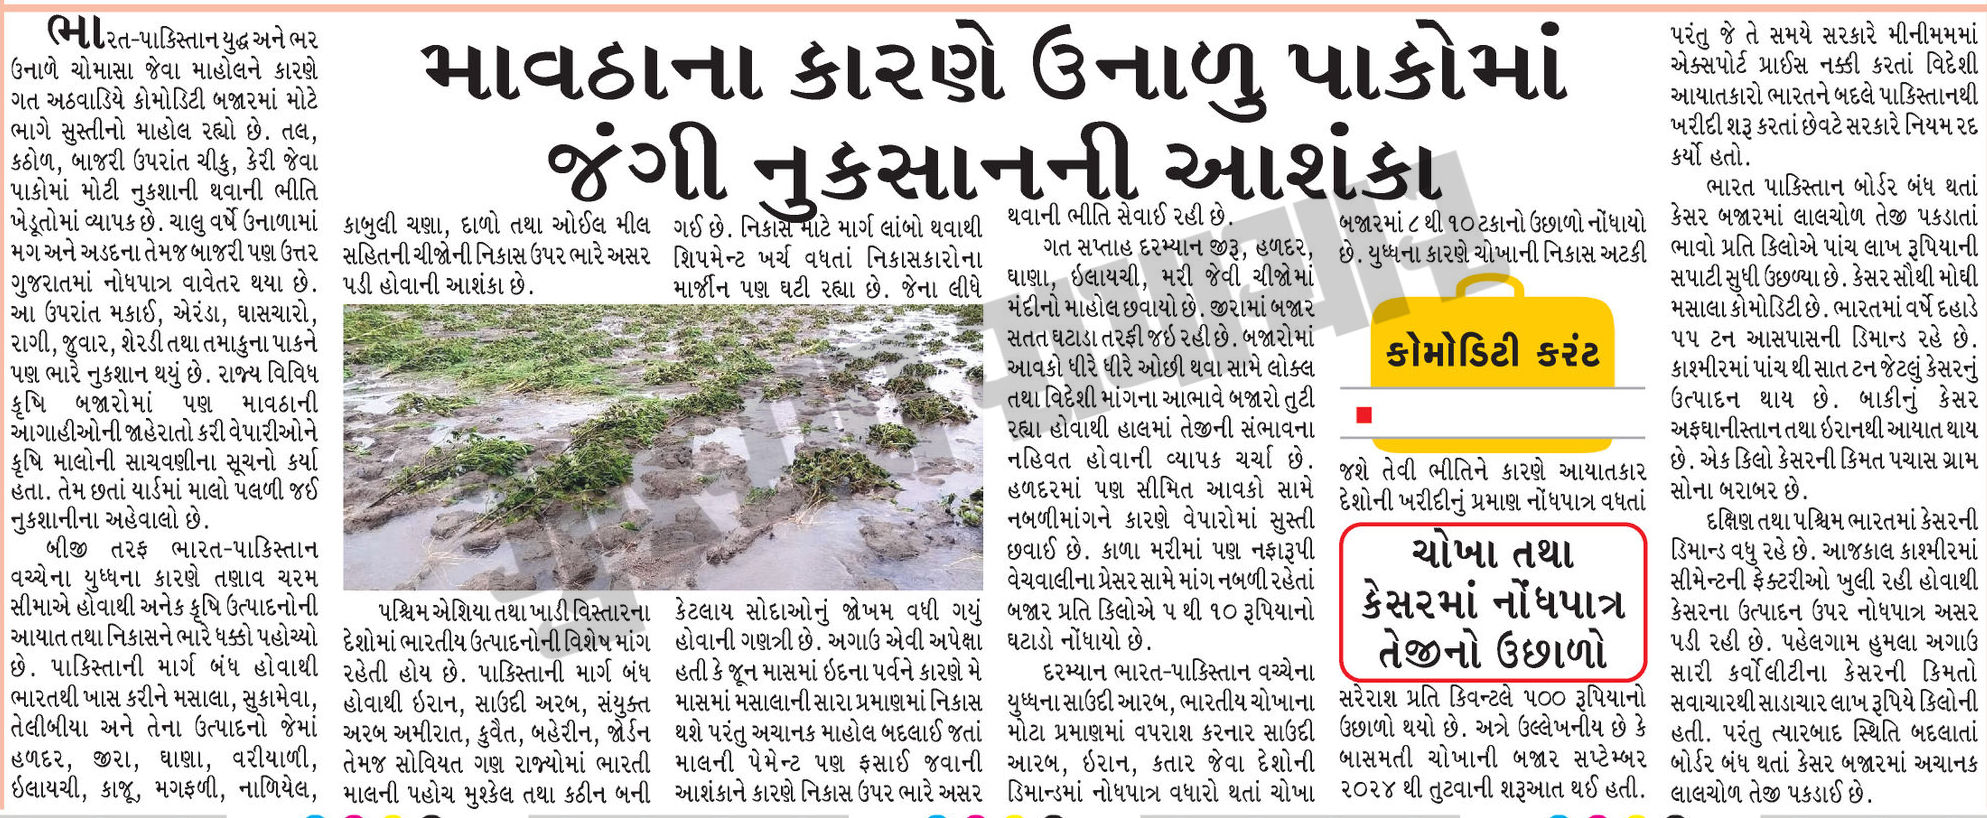 માવઠાના કારણે ઉનાળુ પાકોમાં
જંગી નુકસાનની આશંકા
ભારત-પાકિસ્તાન યુદ્ધ અને ભર
ઉનાળે ચોમાસા જેવા માહોલને કારણે
ગત અઠવાડિયે કોમોડિટી બજારમાં મોટે
ભાગે સુસ્તીનો માહોલ રહ્યો છે. તલ,
કઠોળ, બાજરી ઉપરાંત ચીકુ, કેરી જેવા
પાકોમાં મોટી નુકશાની થવાની ભીતિ
ખેડૂતોમાં વ્યાપક છે. ચાલુ વર્ષે ઉનાળામાં
મગ અને અડદના તેમજ બાજરી પણ ઉત્તર
ગુજરાતમાં નોધપાત્ર વાવેતર થયા છે.
આ ઉપરાંત મકાઈ, એરંડા, ઘાસચારો,
રાગી, જુવાર, શેરડી તથા તમાકુના પાકને
પણ ભારે નુકશાન થયું છે. રાજ્ય વિવિધ
કૃષિ બજારોમાં પણ માવઠાની
આગાહીઓની જાહેરાતો કરી વેપારીઓને
કૃષિ માલોની સાચવણીના સૂચનો કર્યા
હતા. તેમ છતાં યાર્ડમાં માલો પલળી જઈ
નુકશાનીના અહેવાલો છે.
બીજી તરફ ભારત-પાકિસ્તાન
વચ્ચેના યુધ્ધના કારણે તણાવ ચરમ
સીમાએ હોવાથી અનેક કૃષિ ઉત્પાદનોની
આયાત તથા નિકાસને ભારે ધક્કો પહોચ્યો
છે. પાકિસ્તાની માર્ગ બંધ હોવાથી
ભારતથી ખાસ કરીને મસાલા, સુકામેવા,
તેલીબીયા અને તેના ઉત્પાદનો જેમાં
હળદર, જીરા, ધાણા, વરીયાળી,
ઇલાયચી, કાજૂ, મગફળી, નાળિયેલ,
કાબુલી ચણા, દાળો તથા ઓઈલ મીલ
સહિતની ચીજોની નિકાસ ઉપર ભારે અસર
પડી હોવાની આશંકા છે.
પશ્ચિમ એશિયા તથા ખાડી વિસ્તારના
દેશોમાં ભારતીય ઉત્પાદનોની વિશેષ માંગ
રહેતી હોય છે. પાકિસ્તાની માર્ગ બંધ
હોવાથી ઇરાન, સાઉદી અરબ, સંયુક્ત
અરબ અમીરાત, કુવૈત, બહેરીન, જોર્ડન
તેમજ સોવિયત ગણ રાજ્યોમાં ભારતી
માલની પહોચ મુશ્કેલ તથા કઠીન બની
ગઈ છે. નિકાસ માટે માર્ગ લાંબો થવાથી
શિપમેન્ટ ખર્ચ વધતાં નિકાસકારોના
માર્જીન પણ ઘટી રહ્યા છે. જેના લીધે
કેટલાય સોદાઓનું જોખમ વધી ગયું
હોવાની ગણત્રી છે. અગાઉ એવી અપેક્ષા
હતી કે જૂન માસમાં ઇદના પર્વને કારણે મે
માસમાં મસાલાની સારા પ્રમાણમાં નિકાસ
થશે પરંતુ અચાનક માહોલ બદલાઈ જતાં
માલની પેમેન્ટ પણ ફસાઈ જવાની
આશંકાને કારણે નિકાસ ઉપર ભારે અસર
થવાની ભીતિ સેવાઈ રહી છે.
ગત સપ્તાહ દરમ્યાન જીરૂ, હળદર,
ધાણા, ઇલાયચી, મરી જેવી ચીજોમાં
મંદીનો માહોલ છવાયો છે. જીરામાં બજાર
સતત ઘટાડા તરફી જઇ રહી છે. બજારોમાં
આવકો ધીરે ધીરે ઓછી થવા સામે લોક્લ
તથા વિદેશી માંગના આભાવે બજારો તુટી
રહ્યા હોવાથી હાલમાં તેજીની સંભાવના
નહિવત હોવાની વ્યાપક ચર્ચા છે.
હળદરમાં પણ સીમિત આવકો સામે
નબળીમાંગને કારણે વેપારોમાં સુસ્તી
છવાઈ છે. કાળા મરીમાં પણ નફારૂપી
વેચવાલીના પ્રેસર સામે માંગ નબળી રહેતાં
બજાર પ્રતિ કિલોએ ૫ થી ૧૦ રૂપિયાનો
ઘટાડો નોંધાયો છે.
દરમ્યાન ભારત-પાકિસ્તાન વચ્ચેના
યુધ્ધના સાઉદી આરબ, ભારતીય ચોખાના
મોટા પ્રમાણમાં વપરાશ કરનાર સાઉદી
આરબ, ઇરાન, કતાર જેવા દેશોની
ડિમાન્ડમાં નોધપાત્ર વધારો થતાં ચોખા
બજારમાં ૮ થી ૧૦ ટકાનો ઉછાળો નોંધાયો
છે. યુધ્ધના કારણે ચોખાની નિકાસ અટકી
કોમોડિટી કરંટ
જશે તેવી ભીતિને કારણે આયાતકાર
દેશોની ખરીદીનું પ્રમાણ નોંધપાત્ર વધતાં
ચોખા તથા
કેસરમાં નોંધપાત્ર
તેજીનો ઉછાળો
સરેરાશ પ્રતિ કિવન્ટલે ૫૦૦ રૂપિયાનો
ઉછાળો થયો છે. અત્રે ઉલ્લેખનીય છે કે
બાસમતી ચોખાની બજાર સપ્ટેમ્બર
૨૦૨૪ થી તુટવાની શરૂઆત થઈ હતી.
પરંતુ જે તે સમયે સરકારે મીનીમમમાં
એક્સપોર્ટ પ્રાઈસ નક્કી કરતાં વિદેશી
આયાતકારો ભારતને બદલે પાકિસ્તાનથી
ખરીદી શરૂ કરતાં છેવટે સરકારે નિયમ રદ
કર્યો હતો.
ભારત પાકિસ્તાન બોર્ડર બંધ થતાં
કેસર બજારમાં લાલચોળ તેજી પકડાતાં
ભાવો પ્રતિ કિલોએ પાંચ લાખ રૂપિયાની
સપાટી સુધી ઉછળ્યા છે. કેસર સૌથી મોઘી
મસાલા કોમોડિટી છે. ભારતમાં વર્ષે દહાડે
૫૫ ટન આસપાસની ડિમાન્ડ રહે છે.
કાશ્મીરમાં પાંચ થી સાત ટન જેટલું કેસરનું
ઉત્પાદન થાય છે. બાકીનું કેસર
અફઘાનીસ્તાન તથા ઇરાનથી આયાત થાય
છે. એક કિલો કેસરની કિમત પચાસ ગ્રામ
સોના બરાબર છે.
દક્ષિણ તથા પશ્ચિમ ભારતમાં કેસરની
ડિમાન્ડ વધુ રહે છે. આજકાલ કાશ્મીરમાં
સીમેન્ટની ફેક્ટરીઓ ખુલી રહી હોવાથી
કેસરના ઉત્પાદન ઉપર નોધપાત્ર અસર
પડી રહી છે. પહેલગામ હુમલા અગાઉ
સારી કર્વોલીટીના કેસરની કિમતો
સવાચારથી સાડાચાર લાખ રૂપિયે કિલોની
હતી. પરંતુ ત્યારબાદ સ્થિતિ બદલાતાં
બોર્ડર બંધ થતાં કેસર બજારમાં અચાનક
લાલચોળ તેજી પકડાઈ છે.